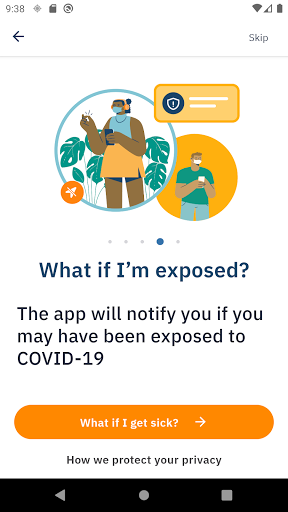 9:38
Skip
What if I'm exposed?
The app will notify you if you
may have been exposed to
COVID-19
What if I get sick?
How we protect your privacy